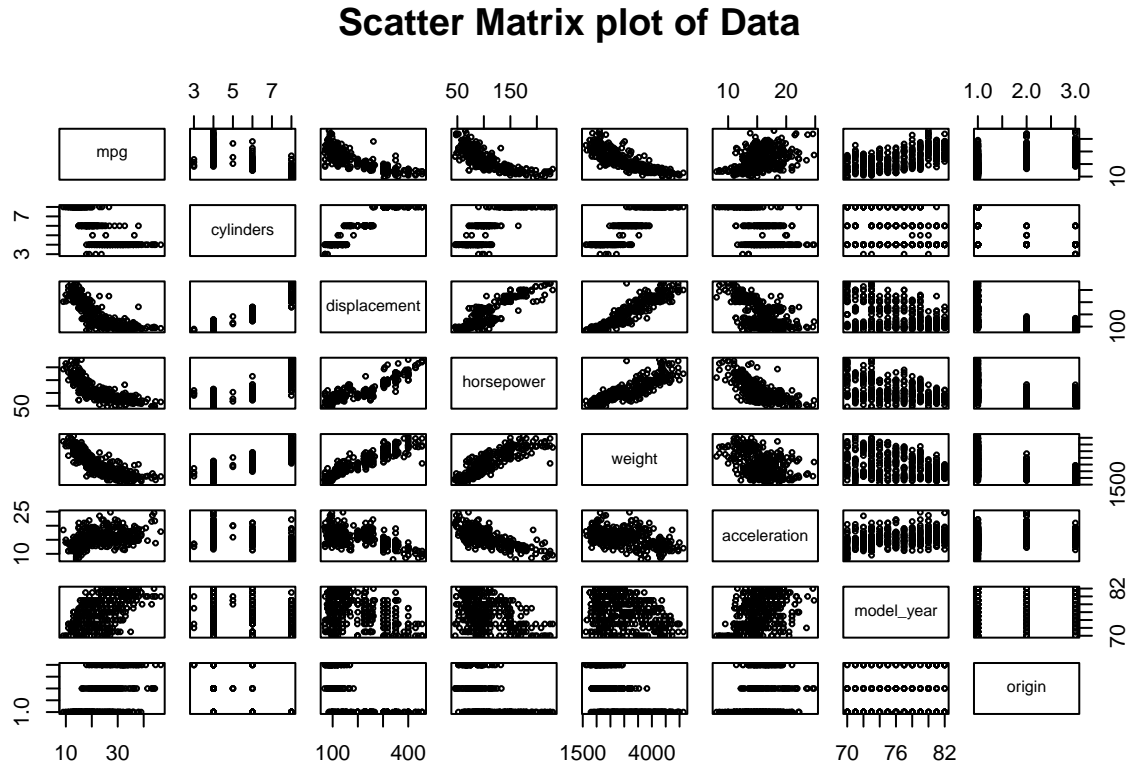 Scatter Matrix plot of Data
3 5 7 50 150 10 20 1.0 2.0 3.0
mpg
10
3 7
cylinders
displacement
100
50
horsepower
weight
1500
10 25
acceleration
model_year
70 82
1.0
origin
10 30 100 400 1500 4000 70 76 82